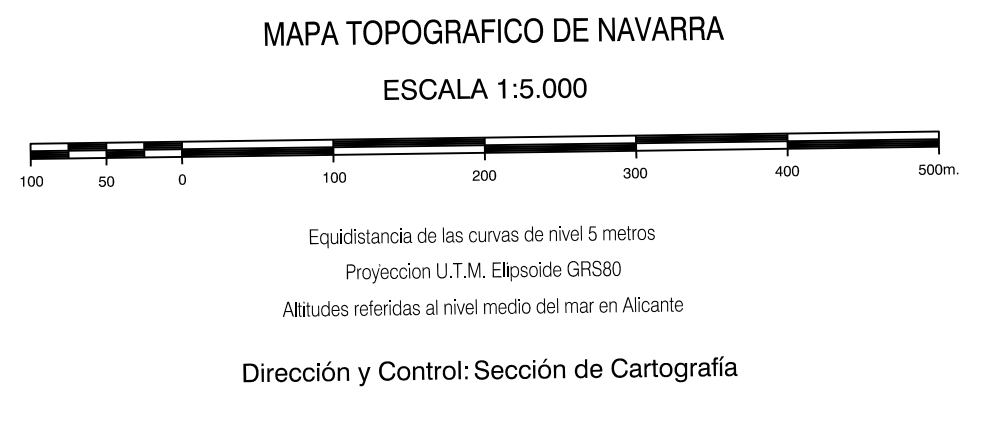 MAPA TOPOGRAFICO DE NAVARRA
ESCALA 1:5.000
100 50 0 100 200 300 400 500m.
Equidistancia de las curvas de nivel 5 metros
Proyeccion U.T.M. Elipsoide GRS80
Altitudes referidas al nivel medio del mar en Alicante
Dirección y Control: Sección de Cartografía